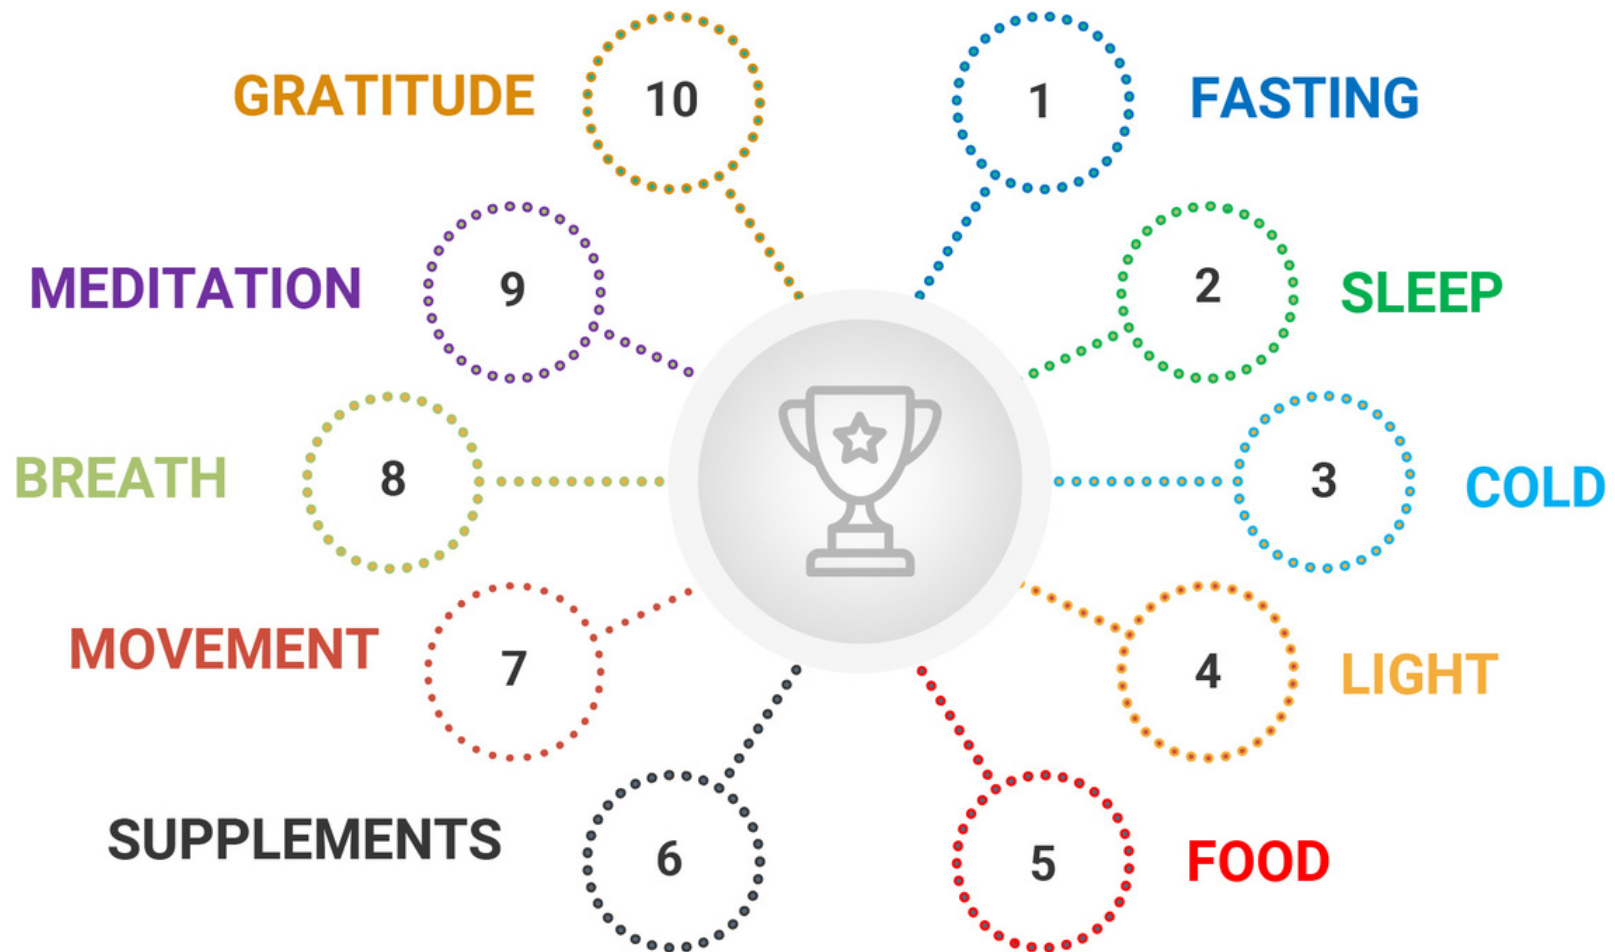 1
FASTING
2
SLEEP
3
COLD
4
LIGHT
5
FOOD
6
SUPPLEMENTS
7
MOVEMENT
8
BREATH
9
MEDITATION
10
GRATITUDE